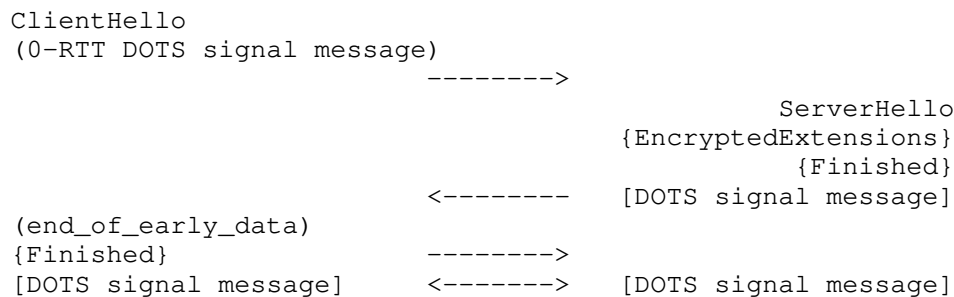 ClientHello
(0-RTT DOTS signal message)
-------->
ServerHello
{EncryptedExtensions}
{Finished}
<-------- [DOTS signal message]
(end_of_early_data)
{Finished} -------->
[DOTS signal message] <-------> [DOTS signal message]